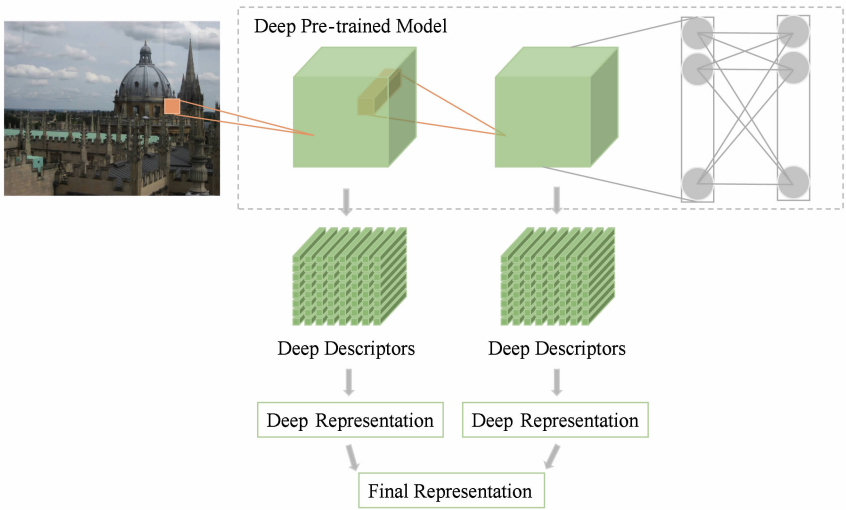 Deep Pre-trained Model
Deep Descriptors
Deep Descriptors
Deep Representation
Deep Representation
Final Representation